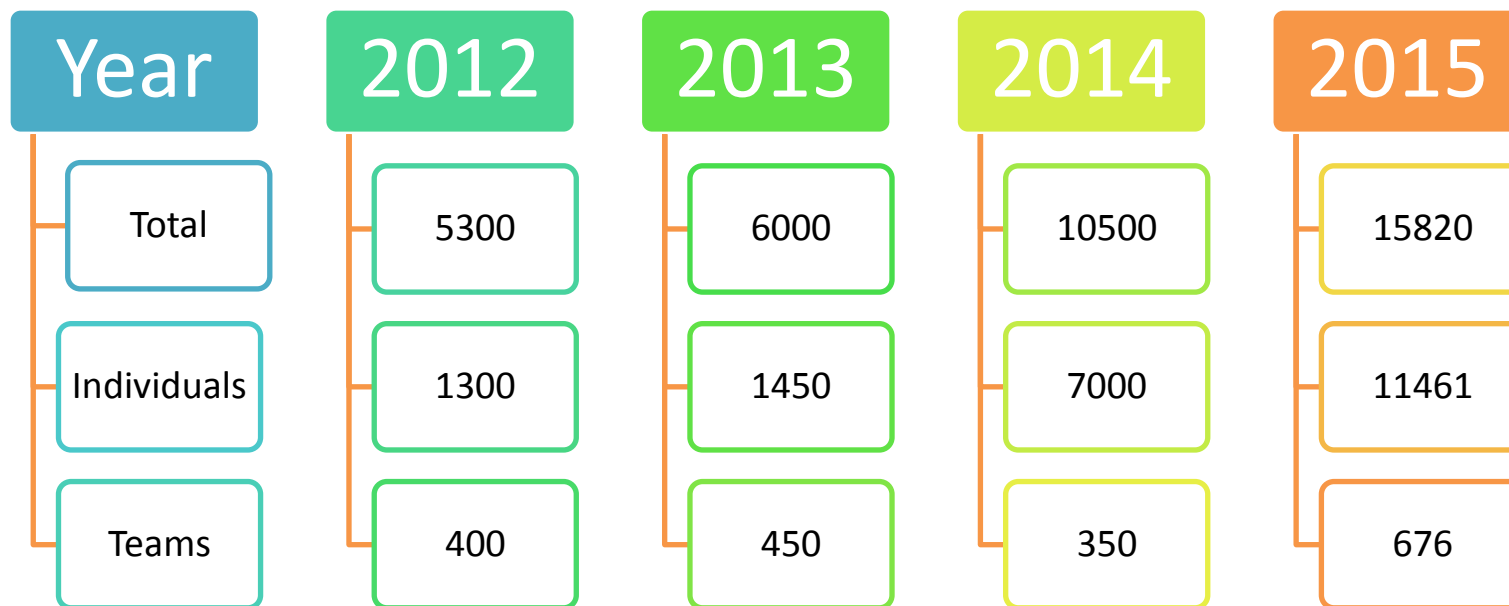 Year 2012 2013 2014 2015
Total 5300 6000 10500 15820
Individuals 1300 1450 7000 11461
Teams 400 450 350 676